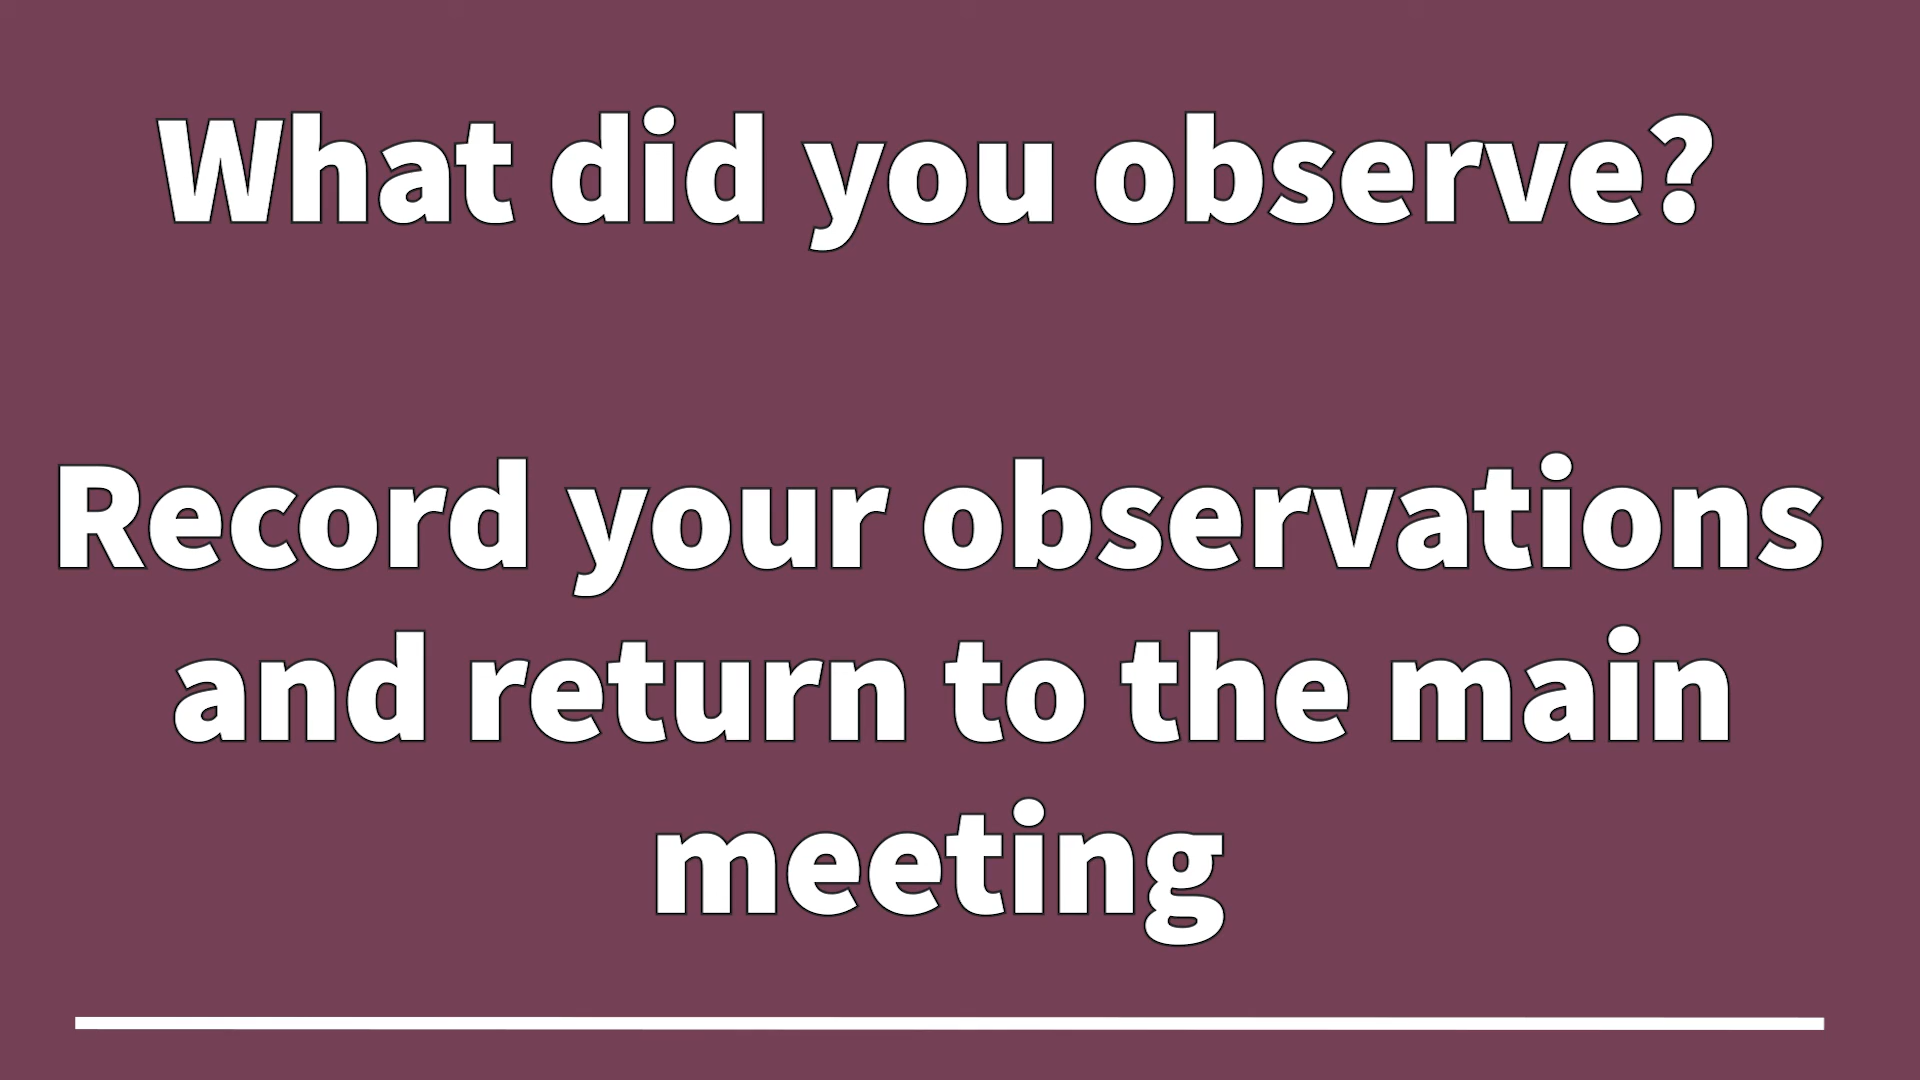 What did you observe?
Record your observations
and return to the main
meeting